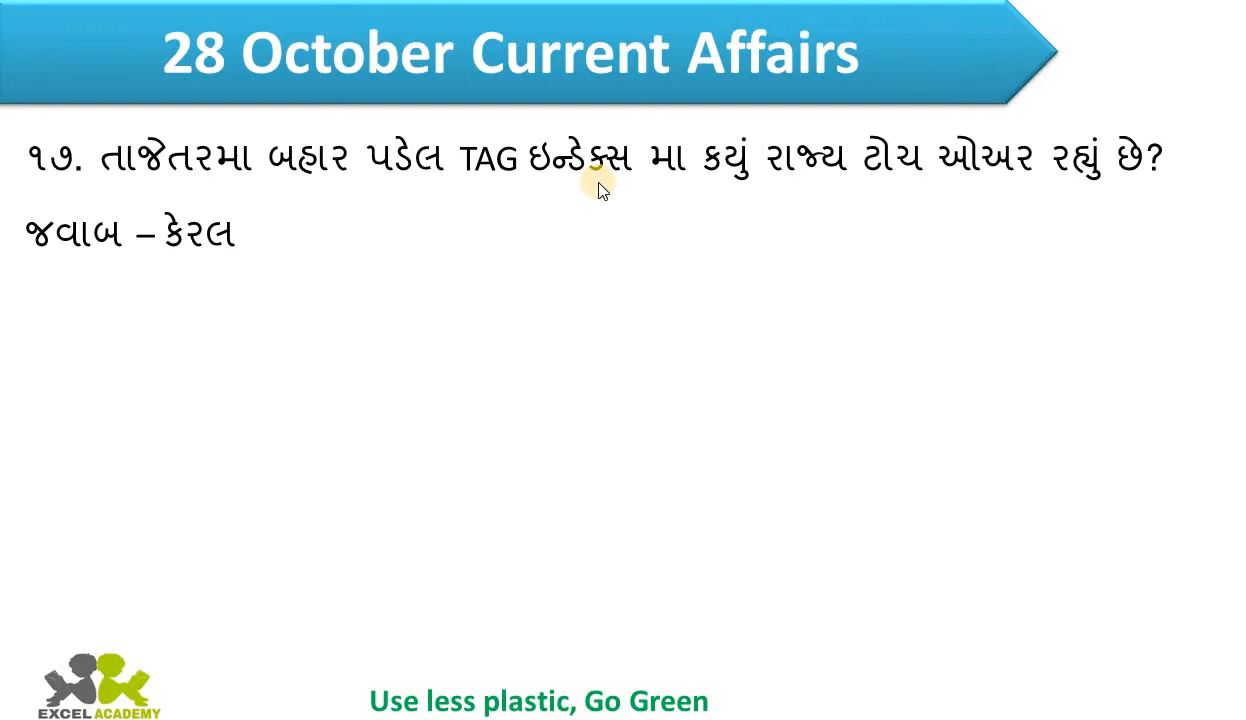 28 October Current Affairs
૧૭. તાજેતરમા બહાર પડેલ TAG ઇન્ડેક્સ મા કયું રાજ્ય ટોચ ઓઅર રહ્યું છે?
જવાબ – કેરલ
EXCEL ACADEMY
Use less plastic, Go Green